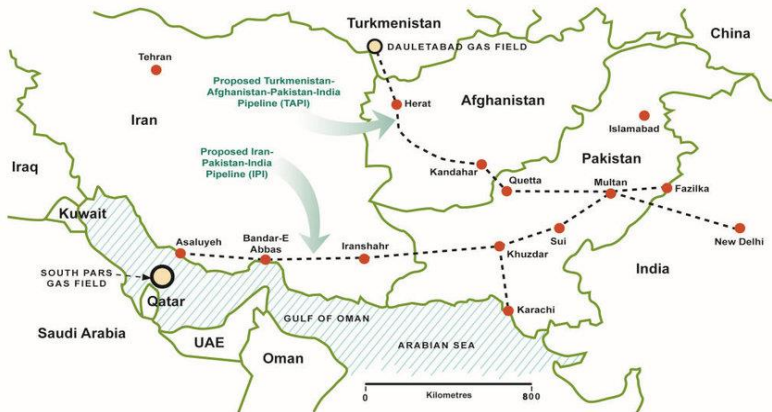 Turkmenistan
China
DAULETABAD GAS FIELD
Tehran
Proposed Turkmenistan-
Afghanistan-Pakistan-India
Pipeline (TAPI)
Herat
Afghanistan
Iran
Islamabad
Proposed Iran-
Pakistan-India
Pipeline (IPI)
Pakistan
Iraq
Kandahar
Quetta
Multan
Fazilka
Kuwait
Asaluyeh
Bandar-E
Abbas
Iranshahr
Khuzdar
Sui
New Delhi
SOUTH PARS
GAS FIELD
India
Qatar
Karachi
GULF OF OMAN
Saudi Arabia
UAE
ARABIAN SEA
Oman
0 Kilometres 800